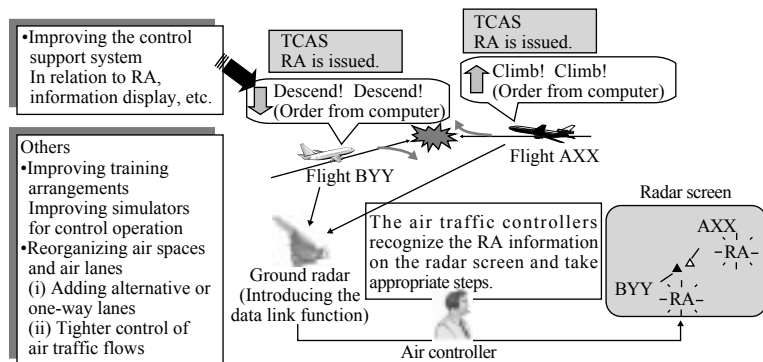 •Improving the control
support system
In relation to RA,
information display, etc.
Others
•Improving training
arrangements
Improving simulators
for control operation
•Reorganizing air spaces
and air lanes
(i) Adding alternative or
one-way lanes
(ii) Tighter control of
air traffic flows
TCAS
RA is issued.
Descend! Descend!
(Order from computer)
Flight BYY
TCAS
RA is issued.
Climb! Climb!
(Order from computer)
Flight AXX
Ground radar
(Introducing the
data link function)
The air traffic controllers
recognize the RA information
on the radar screen and take
appropriate steps.
Air controller
Radar screen
AXX
RA
BYY
RA